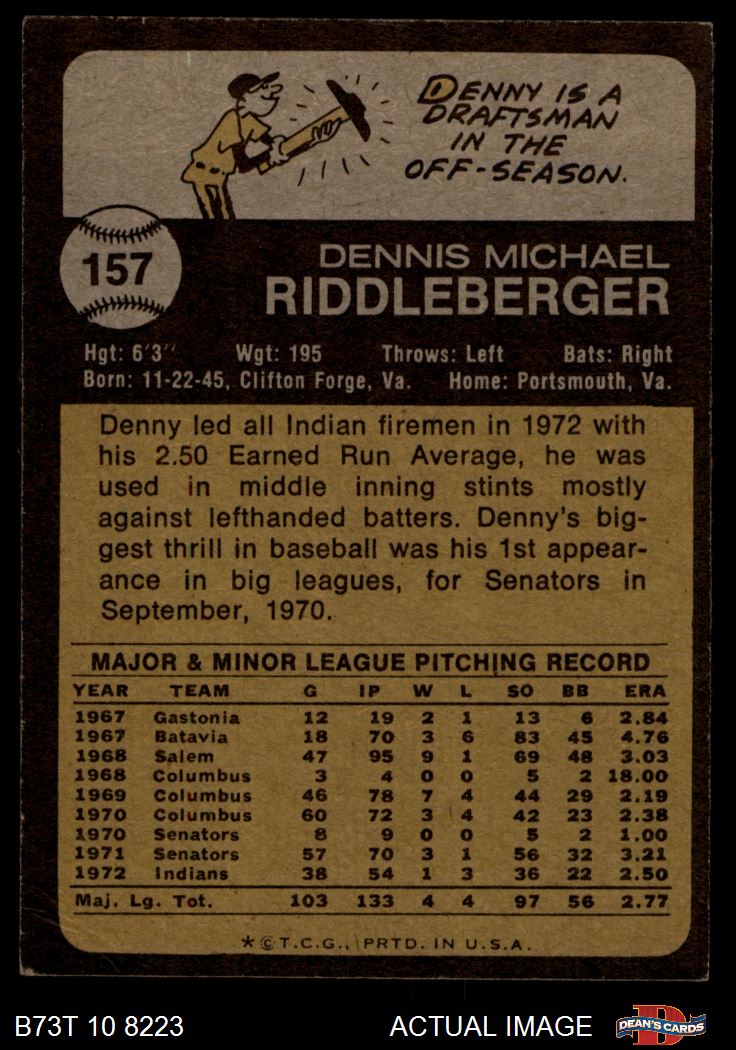 DENNY IS A
DRAFTSMAN
IN THE
OFF-SEASON.
157
DENNIS MICHAEL
RIDDLEBERGER
Hgt: 6'3'' Wgt: 195 Throws: Left Bats: Right
Born: 11-22-45, Clifton Forge, Va. Home: Portsmouth, Va.
Denny led all Indian firemen in 1972 with
his 2.50 Earned Run Average, he was
used in middle inning stints mostly
against lefthanded batters. Denny's big-
gest thrill in baseball was his 1st appear-
ance in big leagues, for Senators in
September, 1970.
MAJOR & MINOR LEAGUE PITCHING RECORD
YEAR TEAM G IP W L SO BB ERA
1967 Gastonia 12 19 2 1 13 6 2.84
1967 Batavia 18 70 3 6 83 45 4.76
1968 Salem 47 95 9 1 69 48 3.03
1968 Columbus 3 4 0 0 5 2 18.00
1969 Columbus 46 78 7 4 44 29 2.19
1970 Columbus 60 72 3 4 42 23 2.38
1970 Senators 8 9 0 0 5 2 1.00
1971 Senators 57 70 3 1 56 32 3.21
1972 Indians 38 54 1 3 36 22 2.50
Maj. Lg. Tot. 103 133 4 4 97 56 2.77
*©T.C.G., PRTD. IN U.S.A.
B73T 10 8223 ACTUAL IMAGE D DEAN'S CARDS